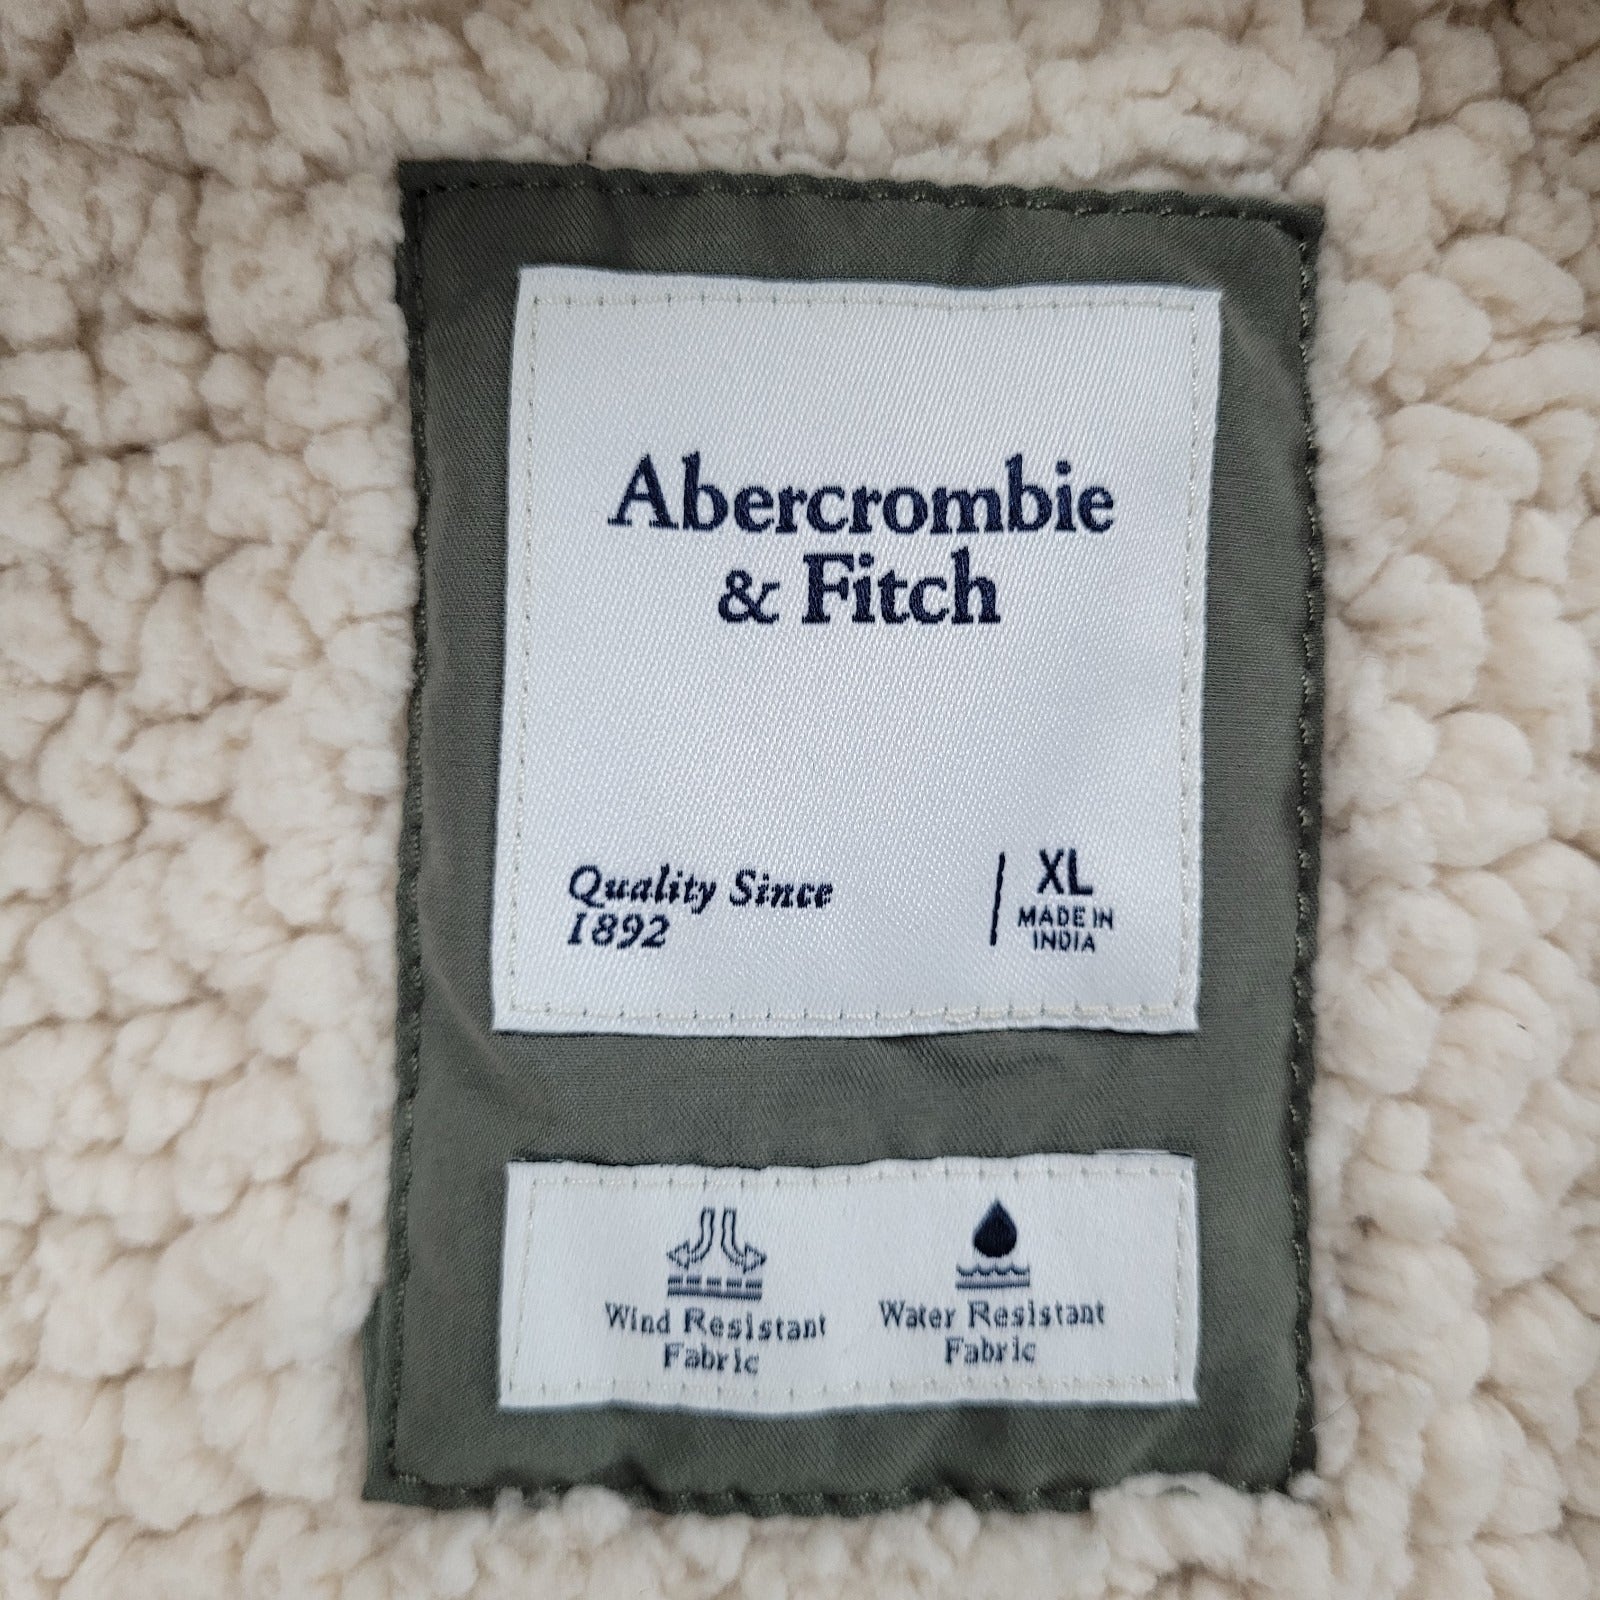 Abercrombie
& Fitch
Quality Since
1892
XL
MADE IN
INDIA
Wind Resistant
Fabric
Water Resistant
Fabric